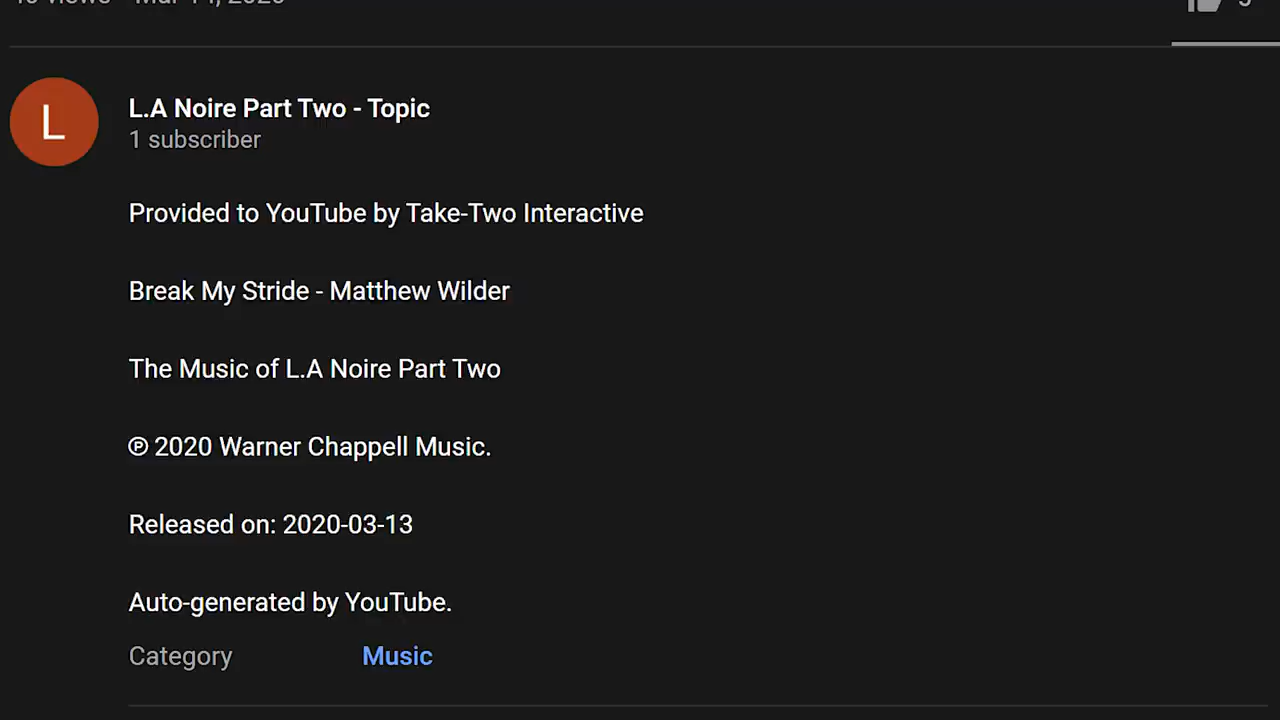 L
L.A Noire Part Two - Topic
1 subscriber
Provided to YouTube by Take-Two Interactive
Break My Stride - Matthew Wilder
The Music of L.A Noire Part Two
℗ 2020 Warner Chappell Music.
Released on: 2020-03-13
Auto-generated by YouTube.
Category Music